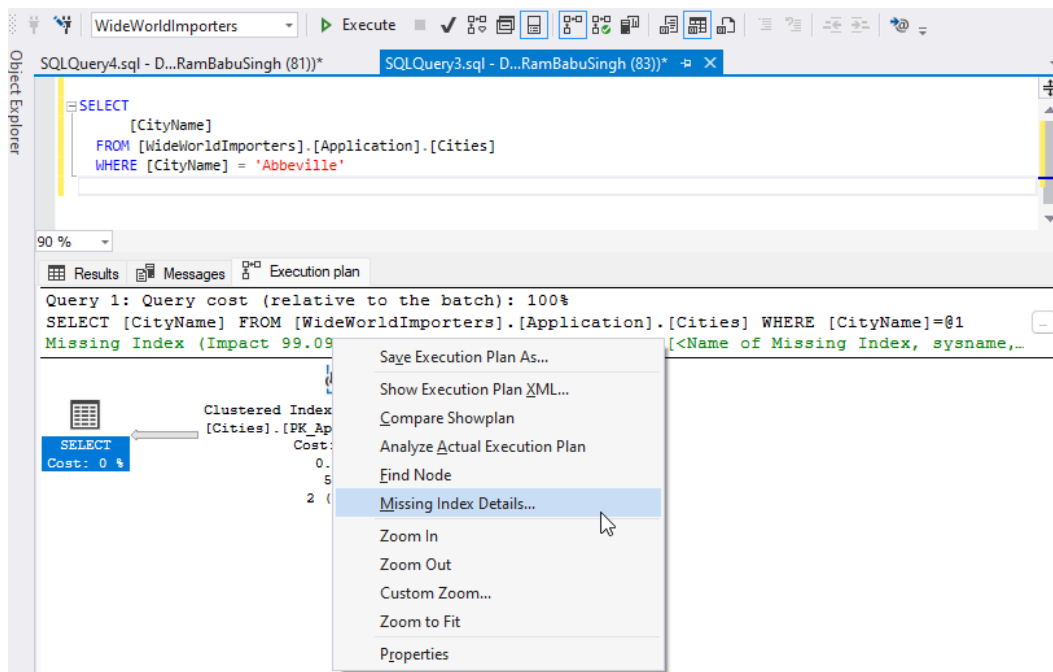 WideWorldImporters
Execute
Object Explorer
SQLQuery4.sql - D...RamBabuSingh (81))*
SQLQuery3.sql - D...RamBabuSingh (83))*
SELECT
[CityName]
FROM [WideWorldImporters].[Application].[Cities]
WHERE [CityName] = 'Abbeville'
90 %
Results
Messages
Execution plan
Query 1: Query cost (relative to the batch): 100%
SELECT [CityName] FROM [WideWorldImporters].[Application].[Cities] WHERE [CityName]=@1
Missing Index (Impact 99.09 [<Name of Missing Index, sysname,…
Clustered Index
[Cities].[PK_Ap
Cost:
0.
5
2 (
SELECT
Cost: 0 %
Save Execution Plan As...
Show Execution Plan XML...
Compare Showplan
Analyze Actual Execution Plan
Find Node
Missing Index Details...
Zoom In
Zoom Out
Custom Zoom...
Zoom to Fit
Properties